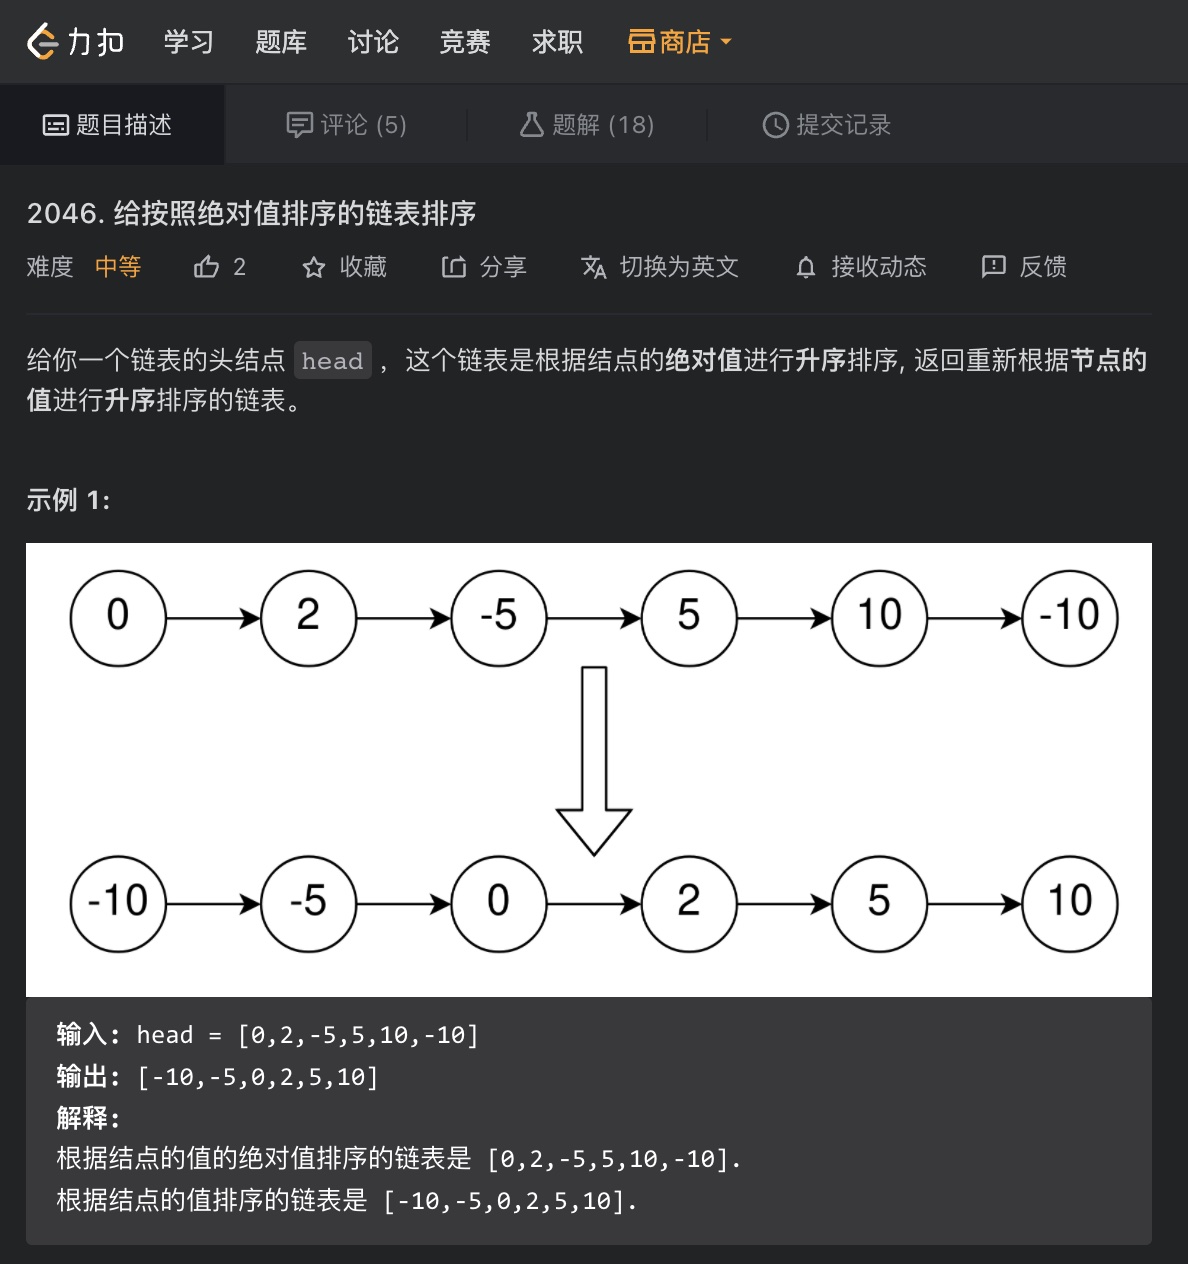 力扣 学习 题库 讨论 竞赛 求职 商店
题目描述 评论 (5) 题解 (18) 提交记录
2046. 给按照绝对值排序的链表排序
难度 中等 2 收藏 分享 切换为英文 接收动态 反馈
给你一个链表的头结点 head ，这个链表是根据结点的绝对值进行升序排序, 返回重新根据节点的
值进行升序排序的链表。
示例 1:
0 2 -5 5 10 -10
-10 -5 0 2 5 10
输入: head = [0,2,-5,5,10,-10]
输出: [-10,-5,0,2,5,10]
解释:
根据结点的值的绝对值排序的链表是 [0,2,-5,5,10,-10].
根据结点的值排序的链表是 [-10,-5,0,2,5,10].